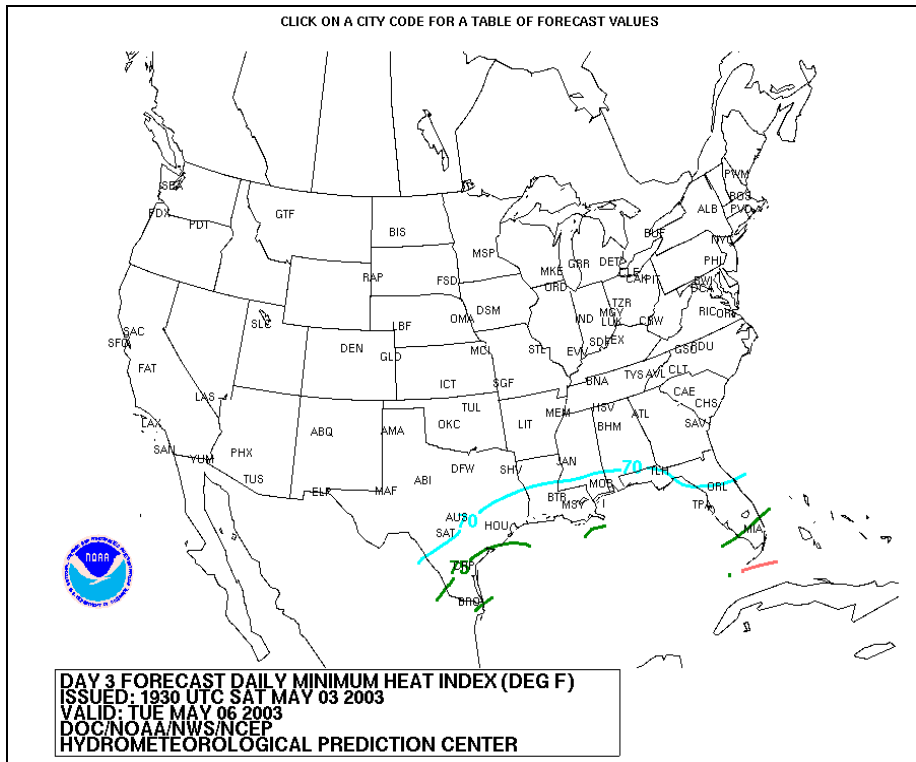 CLICK ON A CITY CODE FOR A TABLE OF FORECAST VALUES
PWM
SEA
BOS
PDX
GTF
ALB
PVD
PDT
BIS
BUF
NYC
MSP
MKE
GRR
DET
PHL
RAP
FSD
ORD
CLE
CAK
PIT
BWI
DCA
DSM
TZR
RIC
ORF
SLC
LBF
OMA
IND
MGY
LUK
CRW
SAC
SFO
DEN
GLD
MCI
STL
EVV
SDF
LEX
GSO
RDU
FAT
ICT
SGF
BNA
TYS
AVL
CLT
LAS
TUL
MEM
HSV
CAE
CHS
LAX
ABQ
AMA
OKC
LIT
BHM
ATL
SAV
SAN
YUM
PHX
TUS
ELP
MAF
ABI
DFW
SHV
JAN
70
TLH
MOB
ORL
BTR
MSY
TPA
AUS
70
HOU
SAT
MIA
75
CRP
BRO
NOAA
DAY 3 FORECAST DAILY MINIMUM HEAT INDEX (DEG F)
ISSUED: 1930 UTC SAT MAY 03 2003
VALID: TUE MAY 06 2003
DOC/NOAA/NWS/NCEP
HYDROMETEOROLOGICAL PREDICTION CENTER